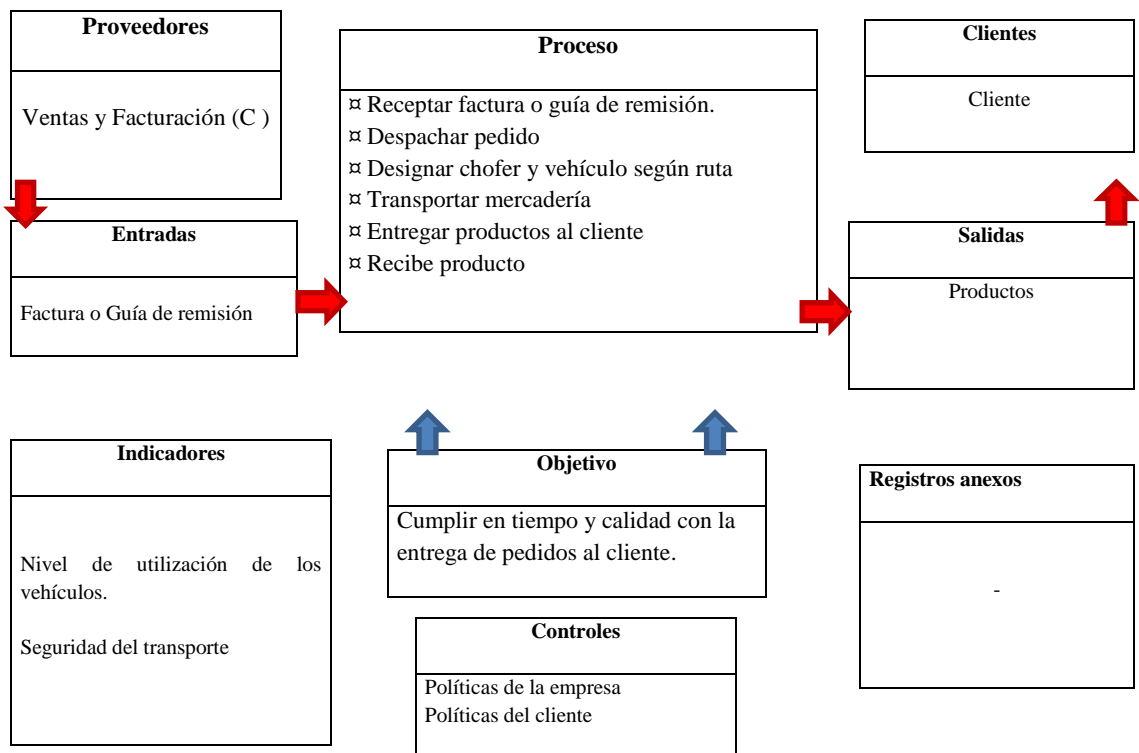 Proveedores
Ventas y Facturación (C )
Entradas
Factura o Guía de remisión
Proceso
¤ Receptar factura o guía de remisión.
¤ Despachar pedido
¤ Designar chofer y vehículo según ruta
¤ Transportar mercadería
¤ Entregar productos al cliente
¤ Recibe producto
Clientes
Cliente
Salidas
Productos
Indicadores
Nivel de utilización de los
vehículos.
Seguridad del transporte
Objetivo
Cumplir en tiempo y calidad con la
entrega de pedidos al cliente.
Controles
Políticas de la empresa
Políticas del cliente
Registros anexos
-